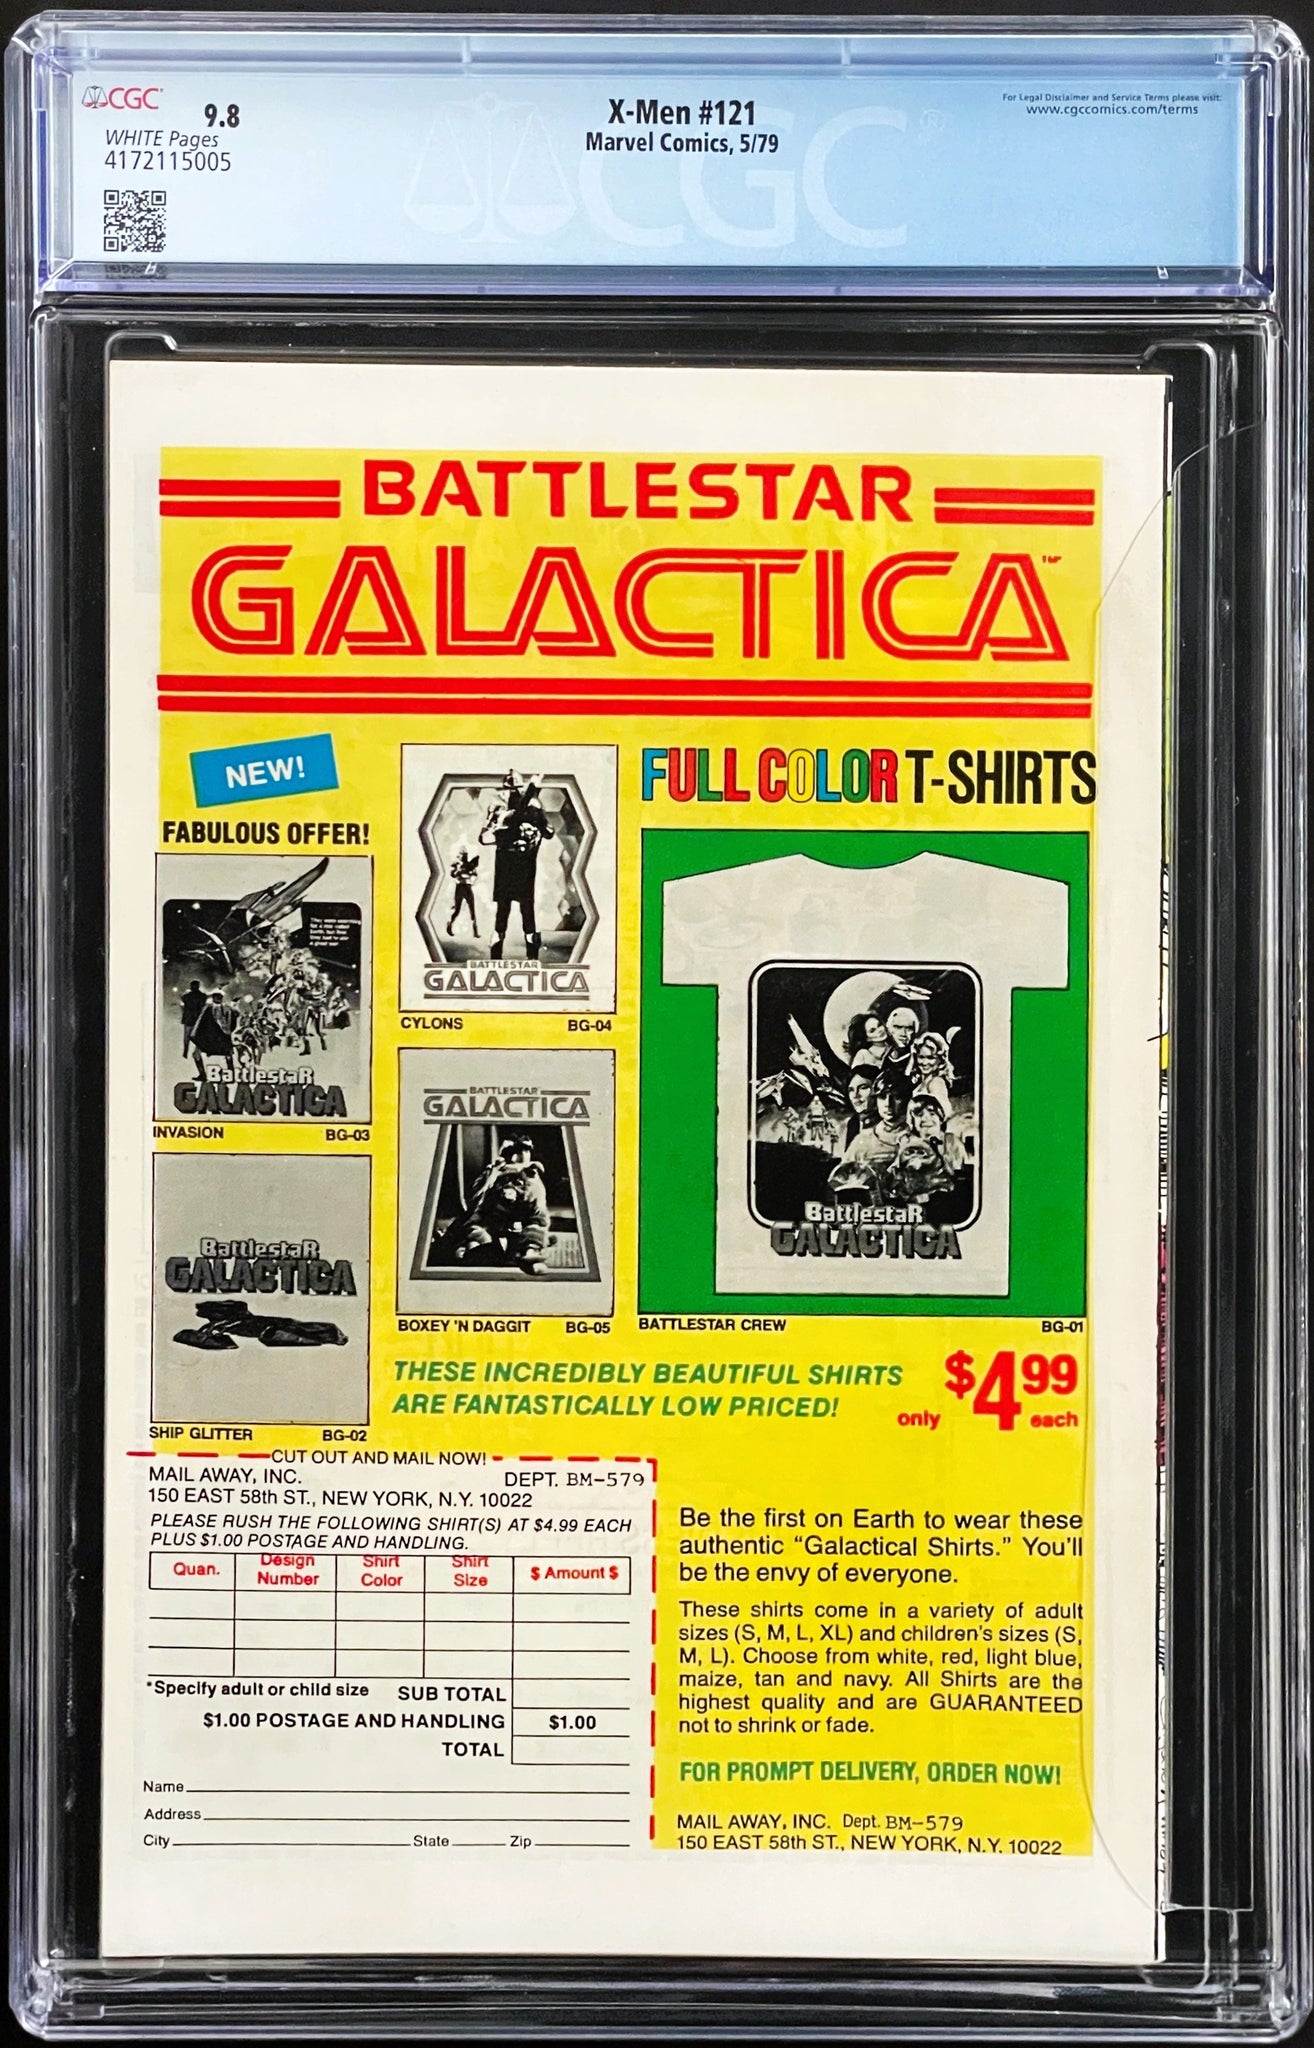 CGC
9.8
WHITE Pages
4172115005
X-Men #121
Marvel Comics, 5/79
For Legal Disclaimer and Service Terms please visit:
www.cgccomics.com/terms
CGC
BATTLESTAR
GALACTICA
NEW!
FABULOUS OFFER!
FULL COLOR T-SHIRTS
BATTLESTAR
GALACTICA
CYLONS BG-04
BattlestaR
GALACTICA
INVASION BG-03
BATTLESTAR
GALACTICA
BOXEY 'N DAGGIT BG-05
BattlestaR
GALACTICA
BATTLESTAR CREW BG-01
BattlestaR
GALACTICA
SHIP GLITTER BG-02
THESE INCREDIBLY BEAUTIFUL SHIRTS
ARE FANTASTICALLY LOW PRICED!
only $4.99 each
CUT OUT AND MAIL NOW!
MAIL AWAY, INC. DEPT. BM-579
150 EAST 58th ST., NEW YORK, N.Y. 10022
PLEASE RUSH THE FOLLOWING SHIRT(S) AT $4.99 EACH
PLUS $1.00 POSTAGE AND HANDLING.
Quan. Design Number Shirt Color Shirt Size $ Amount $
*Specify adult or child size SUB TOTAL
$1.00 POSTAGE AND HANDLING $1.00
TOTAL
Name
Address
City State Zip
Be the first on Earth to wear these
authentic "Galactical Shirts." You'll
be the envy of everyone.
These shirts come in a variety of adult
sizes (S, M, L, XL) and children's sizes (S,
M, L). Choose from white, red, light blue,
maize, tan and navy. All Shirts are the
highest quality and are GUARANTEED
not to shrink or fade.
FOR PROMPT DELIVERY, ORDER NOW!
MAIL AWAY, INC. Dept. BM-579
150 EAST 58th ST., NEW YORK, N.Y. 10022